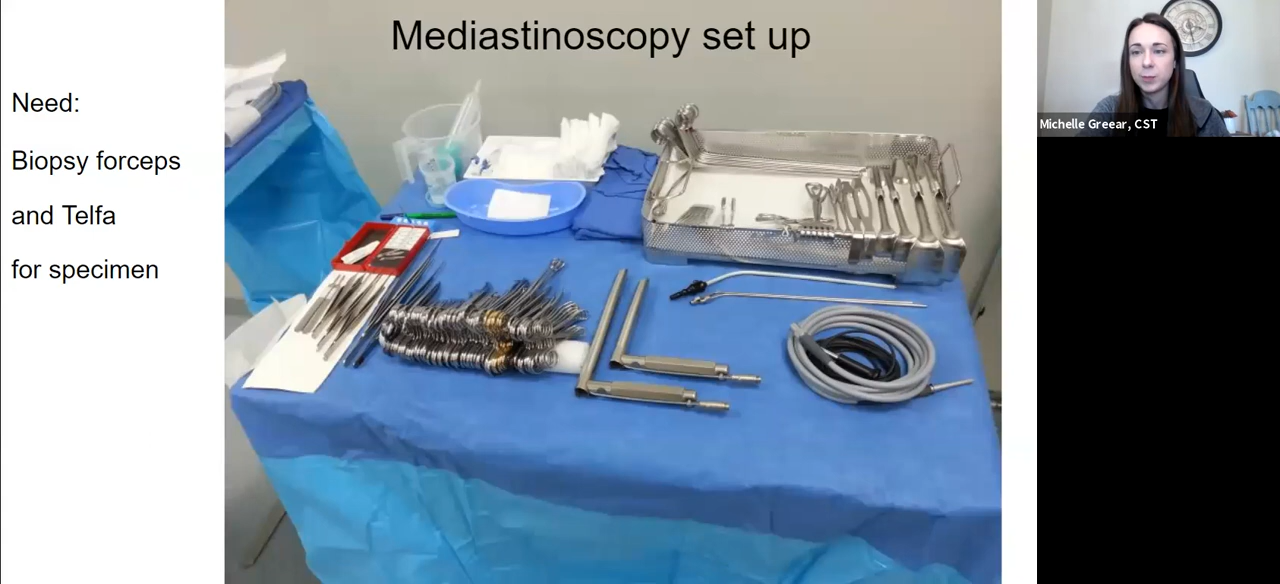 Mediastinoscopy set up
Need:
Biopsy forceps
and Telfa
for specimen
Michelle Greear, CST